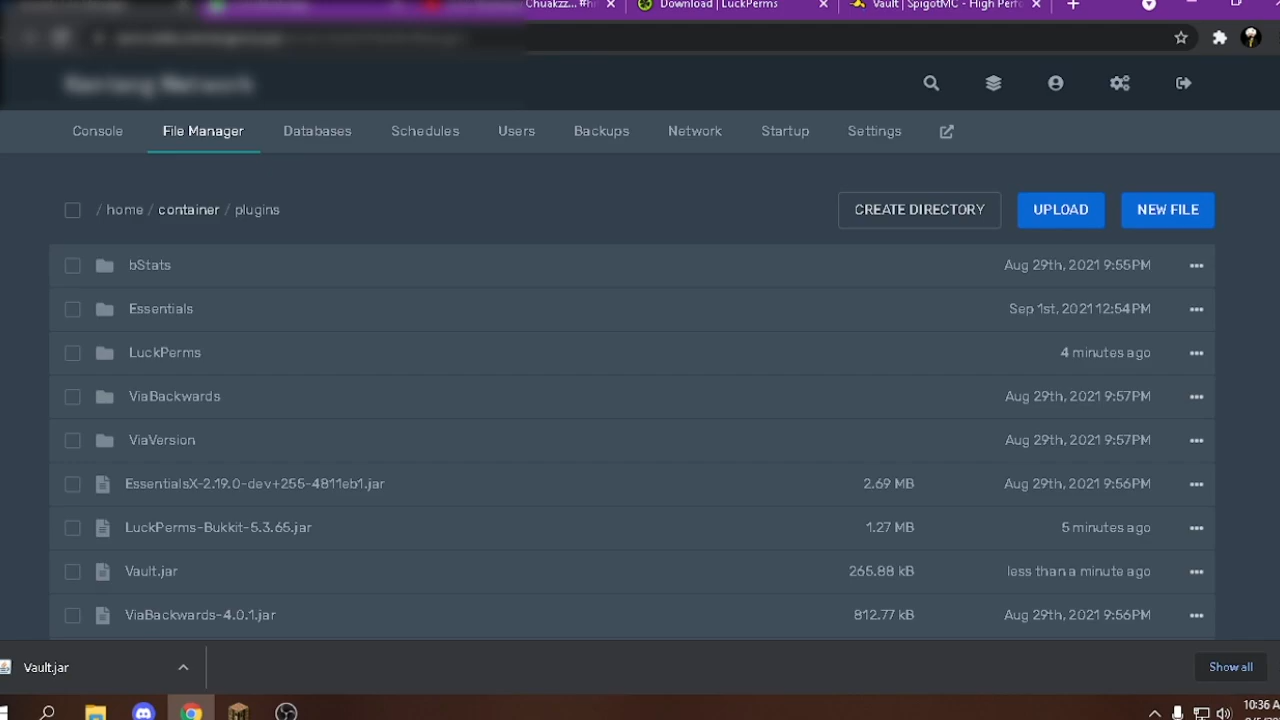 Chuakzz... #h
Download | LuckPerms
Vault | SpigotMC - High Perfo
Console File Manager Databases Schedules Users Backups Network Startup Settings
/ home / container / plugins
CREATE DIRECTORY UPLOAD NEW FILE
bStats Aug 29th, 2021 9:55PM
Essentials Sep 1st, 2021 12:54PM
LuckPerms 4 minutes ago
ViaBackwards Aug 29th, 2021 9:57PM
ViaVersion Aug 29th, 2021 9:57PM
EssentialsX-2.19.0-dev+255-4811eb1.jar 2.69 MB Aug 29th, 2021 9:56PM
LuckPerms-Bukkit-5.3.65.jar 1.27 MB 5 minutes ago
Vault.jar 265.88 kB less than a minute ago
ViaBackwards-4.0.1.jar 812.77 kB Aug 29th, 2021 9:56PM
Vault.jar Show all
10:36 A